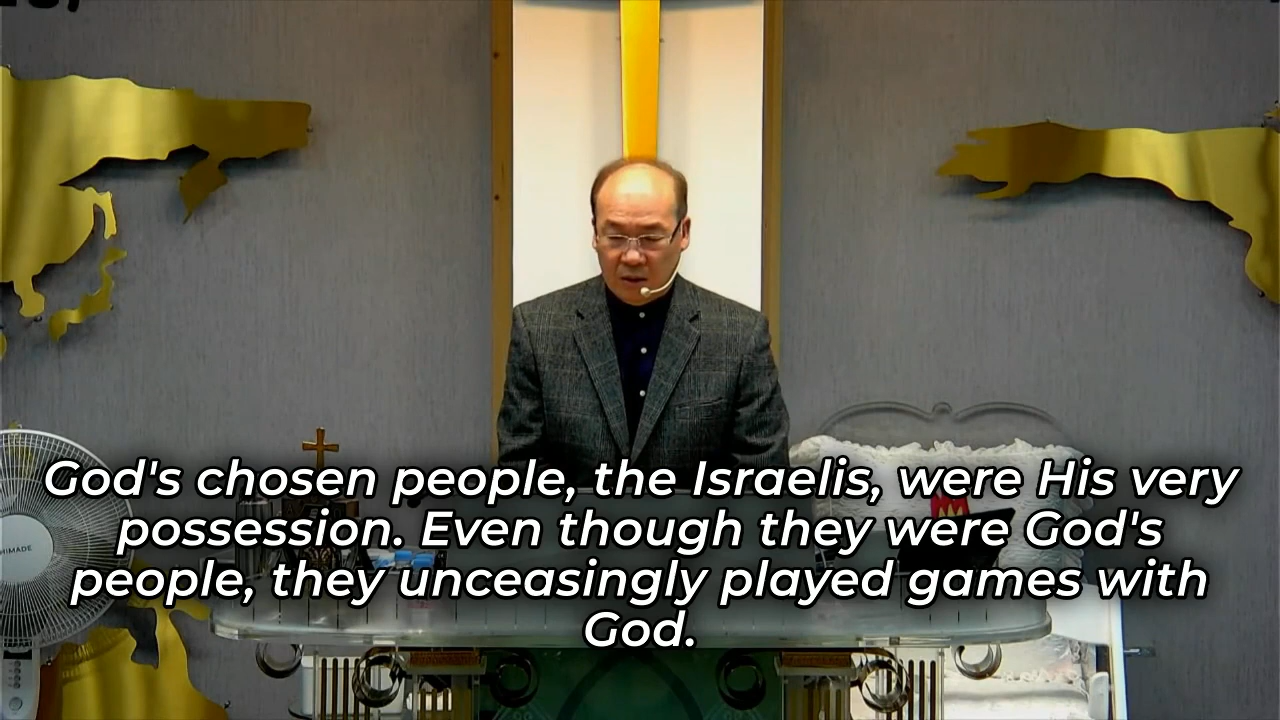 God's chosen people, the Israelis, were His very
possession. Even though they were God's
people, they unceasingly played games with
God.
HIMADE